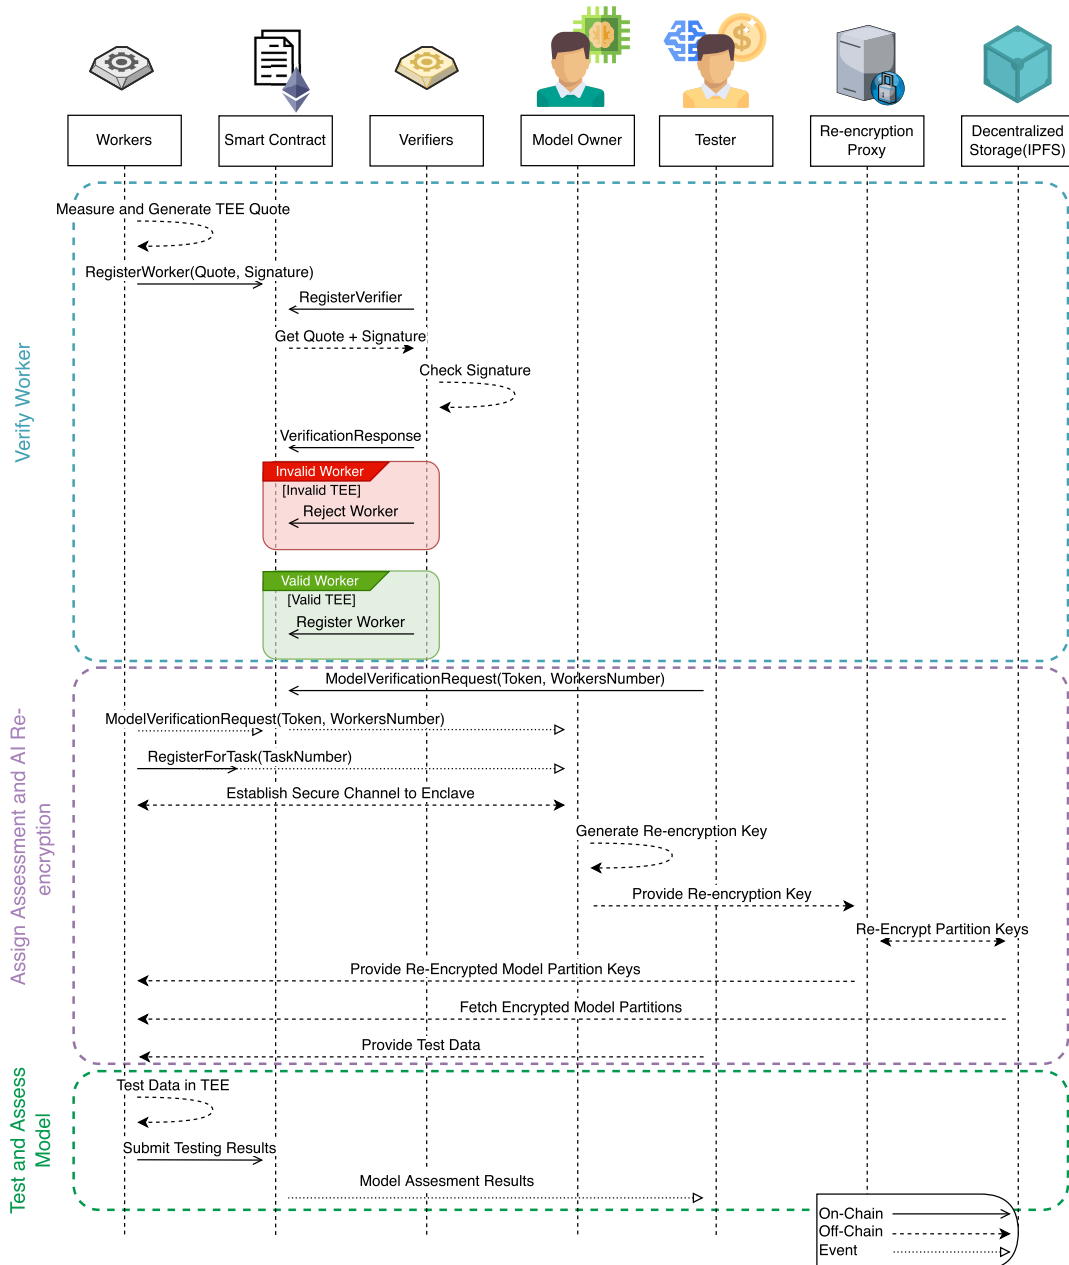 Workers
Smart Contract
Verifiers
Model Owner
Tester
Re-encryption
Proxy
Decentralized
Storage(IPFS)
Verify Worker
Measure and Generate TEE Quote
RegisterWorker(Quote, Signature)
RegisterVerifier
Get Quote + Signature
Check Signature
VerificationResponse
Invalid Worker
[Invalid TEE]
Reject Worker
Valid Worker
[Valid TEE]
Register Worker
Assign Assessment and AI Re-
encryption
ModelVerificationRequest(Token, WorkersNumber)
ModelVerificationRequest(Token, WorkersNumber)
RegisterForTask(TaskNumber)
Establish Secure Channel to Enclave
Generate Re-encryption Key
Provide Re-encryption Key
Re-Encrypt Partition Keys
Provide Re-Encrypted Model Partition Keys
Fetch Encrypted Model Partitions
Provide Test Data
Test and Assess
Model
Test Data in TEE
Submit Testing Results
Model Assesment Results
On-Chain
Off-Chain
Event